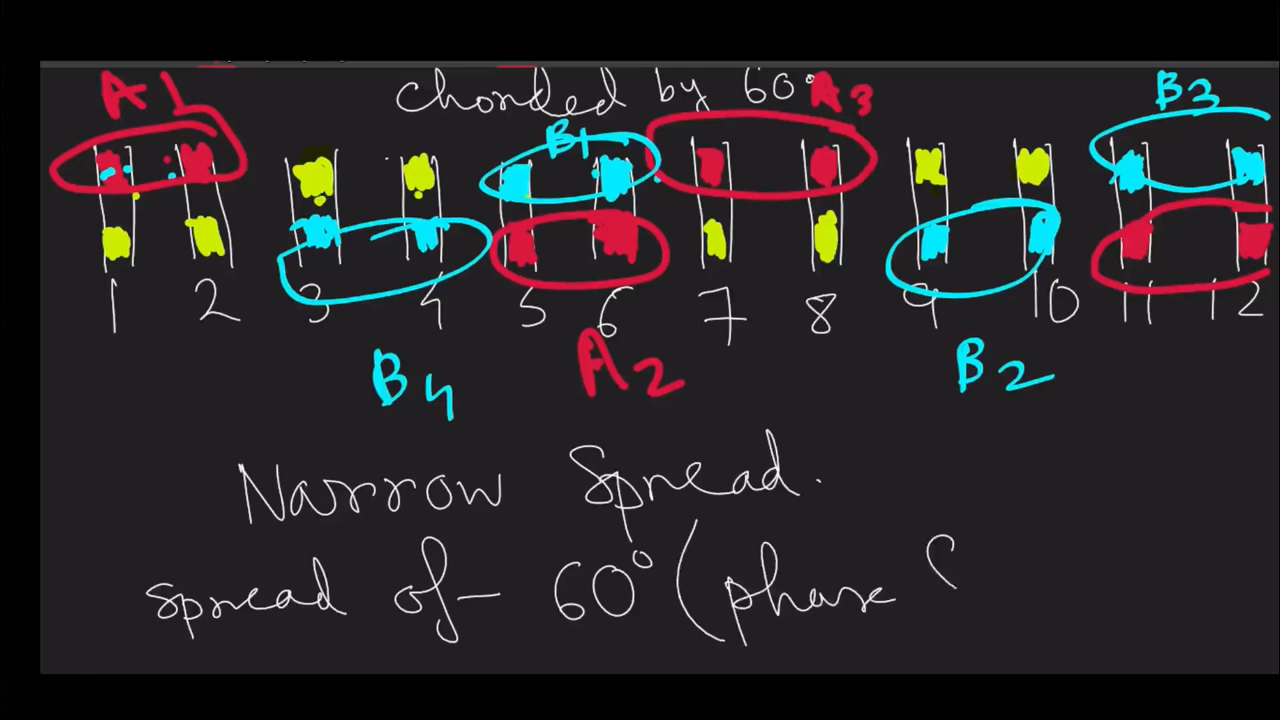 chorded by 60°
A1 B1 A3 B3
1 2 3 4 5 6 7 8 9 10 11 12
B4 A2 B2
Narrow Spread.
spread of 60° (phase